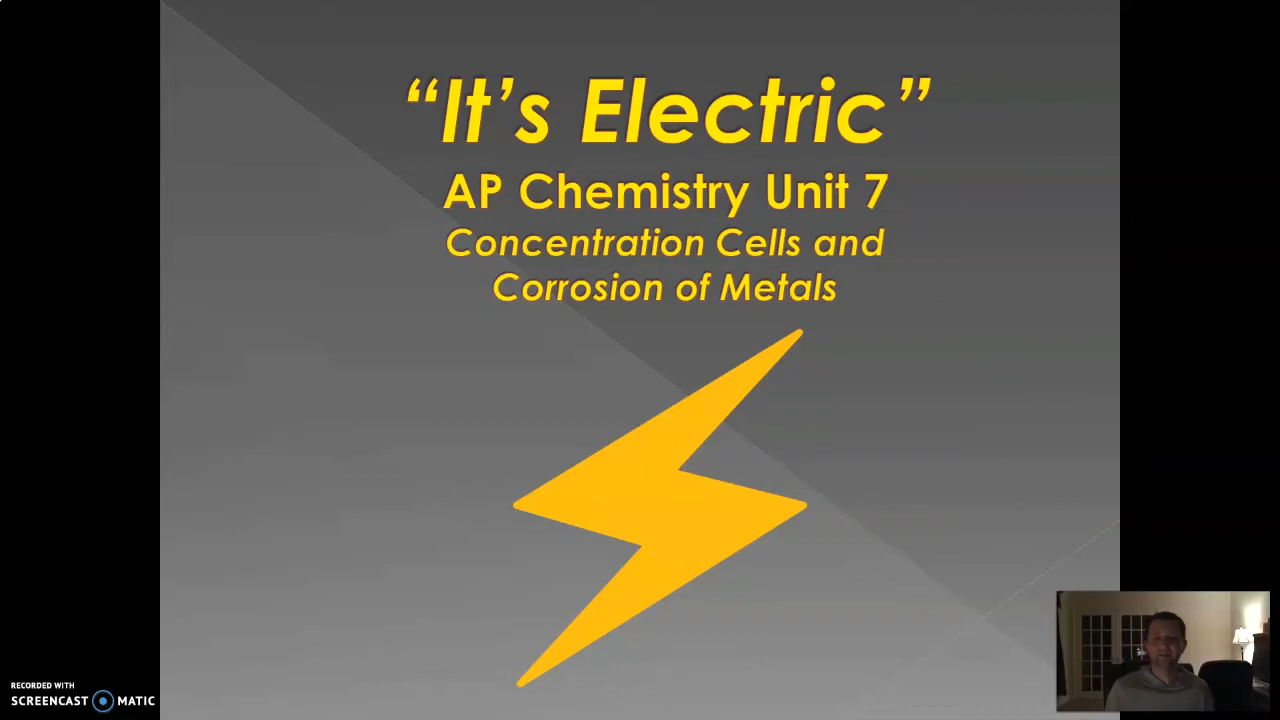 “It’s Electric”
AP Chemistry Unit 7
Concentration Cells and
Corrosion of Metals
RECORDED WITH
SCREENCAST MATIC